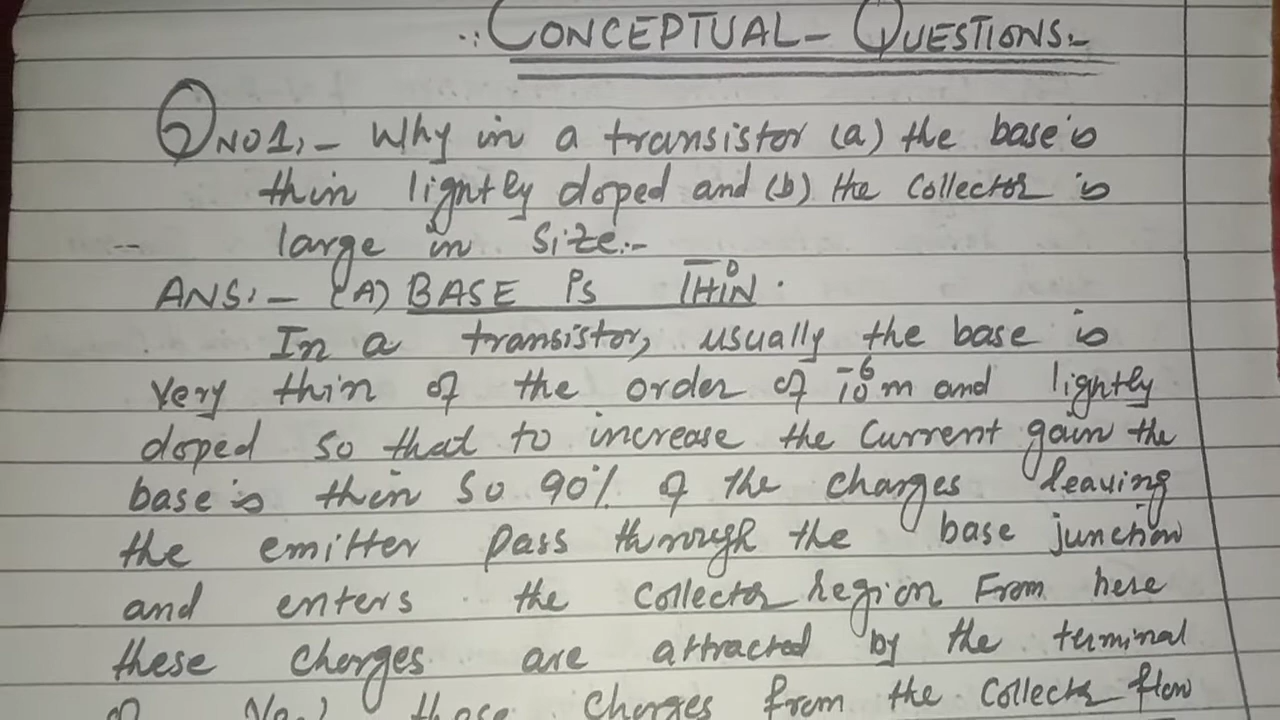 .: CONCEPTUAL- QUESTIONS:-
QNO1,- Why in a transistor (a) the base is
thin lightly doped and (b) the collector is
large in size:-
ANS:- (A) BASE is THIN.
In a transistor, usually the base is
very thin of the order of 10^-6 m and lightly
doped so that to increase the current gain the
base is then so 90% of the charges leaving
the emitter pass through the base junction
and enters the collector region From here
these charges are attracted by the terminal
of those charges from the collector flow